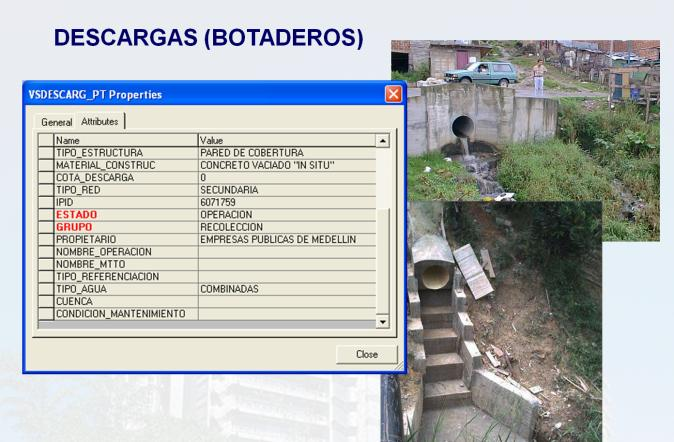 DESCARGAS (BOTADEROS)
VSDESCARG_PT Properties
General Attributes
Name Value
TIPO_ESTRUCTURA PARED DE COBERTURA
MATERIAL_CONSTRUC CONCRETO VACIADO "IN SITU"
COTA_DESCARGA 0
TIPO_RED SECUNDARIA
IPID 6071759
ESTADO OPERACION
GRUPO RECOLECCION
PROPIETARIO EMPRESAS PUBLICAS DE MEDELLIN
NOMBRE_OPERACION
NOMBRE_MTTO
TIPO_REFERENCIACION
TIPO_AGUA COMBINADAS
CUENCA
CONDICION_MANTENIMIENTO
Close